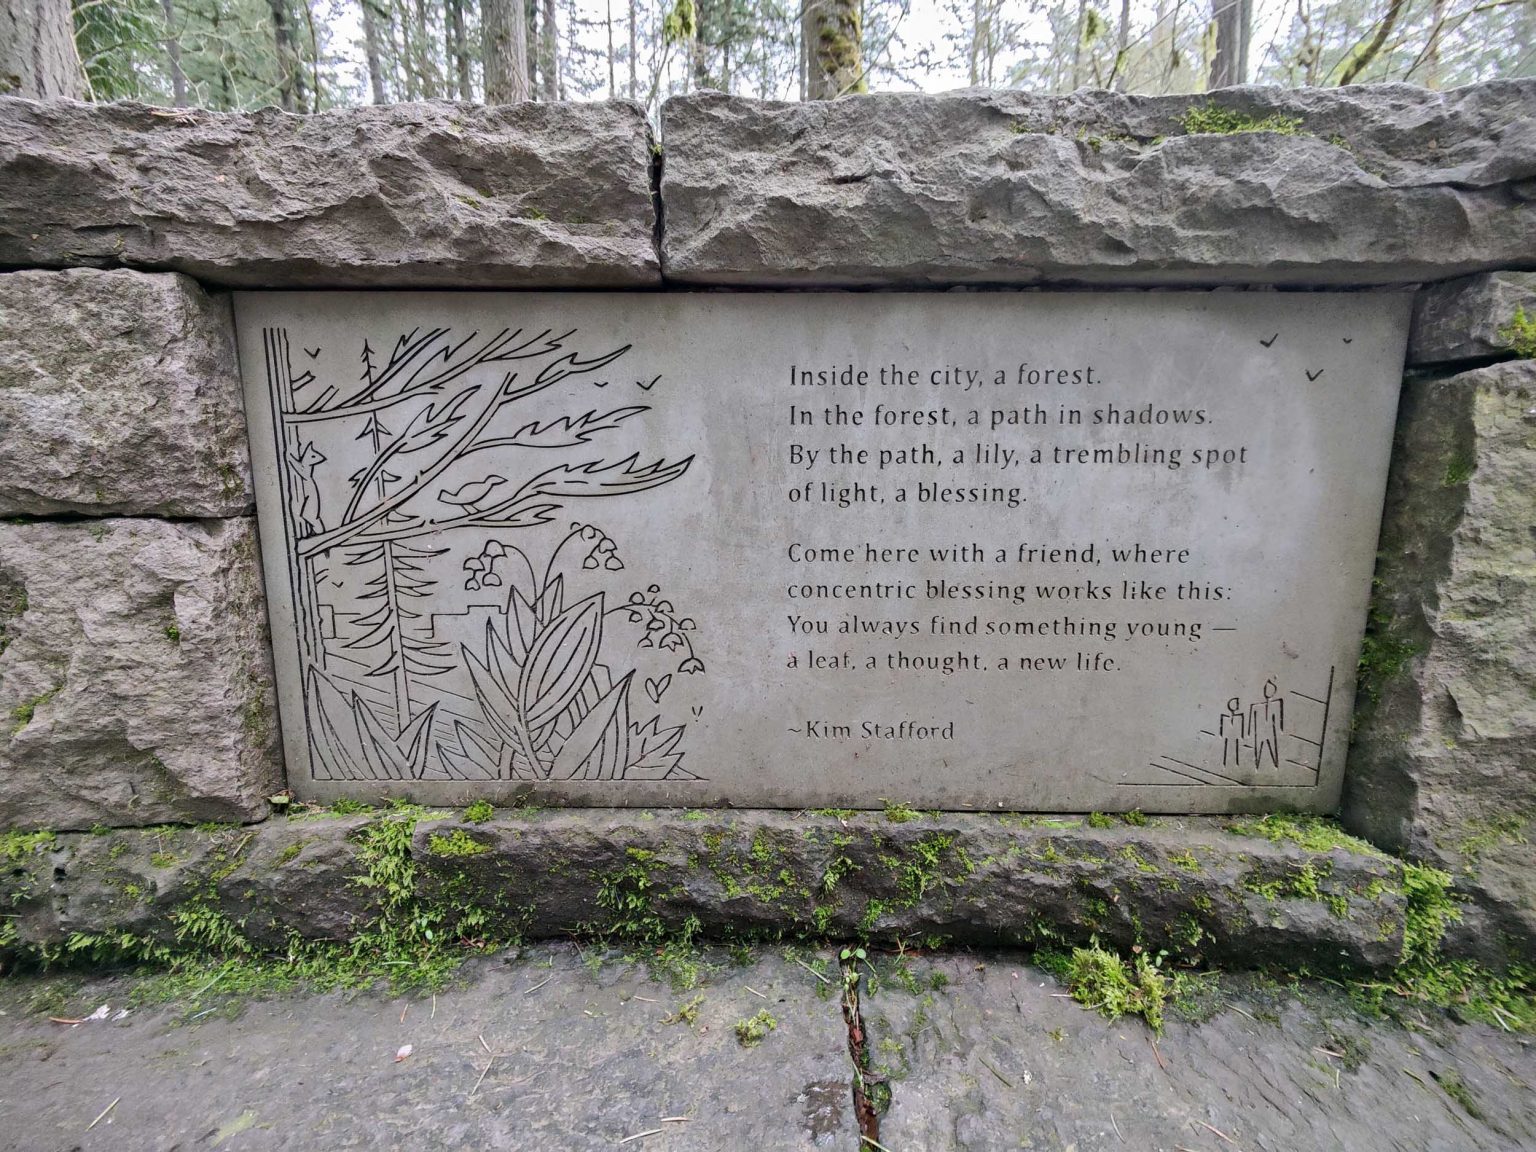 Inside the city, a forest.
In the forest, a path in shadows.
By the path, a lily, a trembling spot
of light, a blessing.
Come here with a friend, where
concentric blessing works like this:
You always find something young —
a leaf, a thought, a new life.
~Kim Stafford